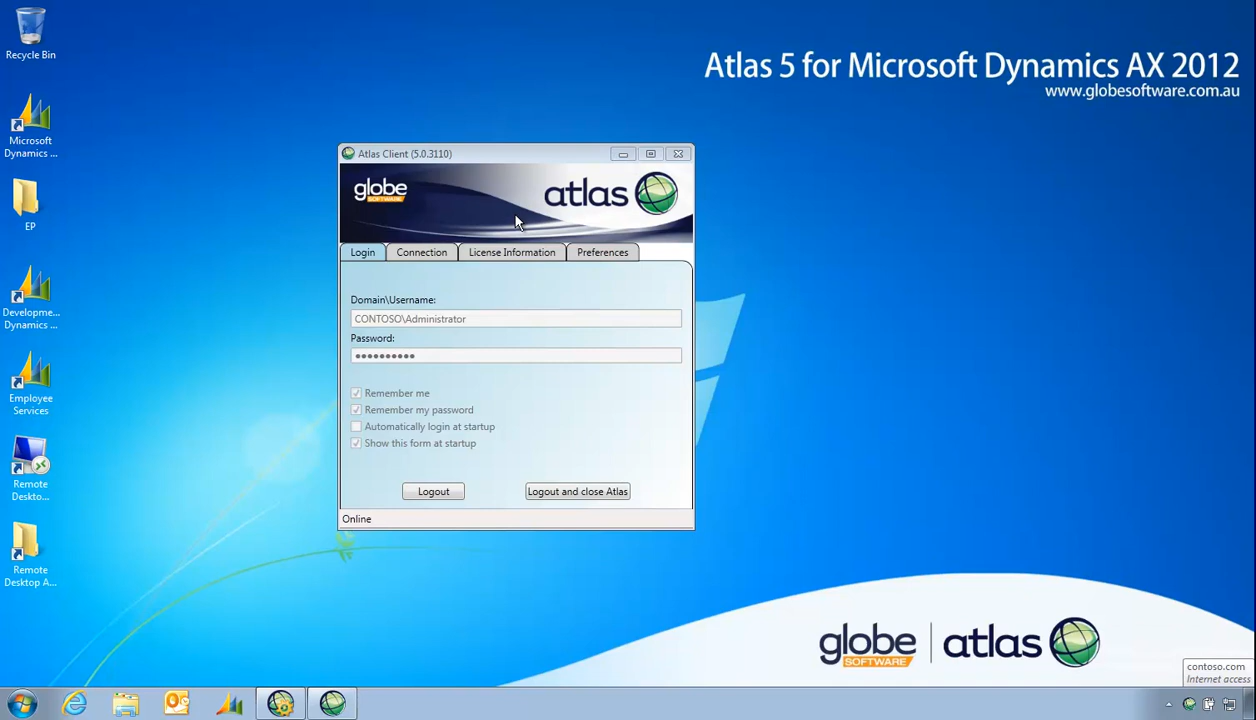 Recycle Bin
Microsoft
Dynamics ...
EP
Developme...
Dynamics ...
Employee
Services
Remote
Deskto...
Remote
Desktop A...
Atlas 5 for Microsoft Dynamics AX 2012
www.globesoftware.com.au
Atlas Client (5.0.3110)
globe
SOFTWARE
atlas
Login
Connection
License Information
Preferences
Domain\Username:
CONTOSO\Administrator
Password:
••••••••••
Remember me
Remember my password
Automatically login at startup
Show this form at startup
Logout
Logout and close Atlas
Online
globe
SOFTWARE
atlas
contoso.com
Internet access